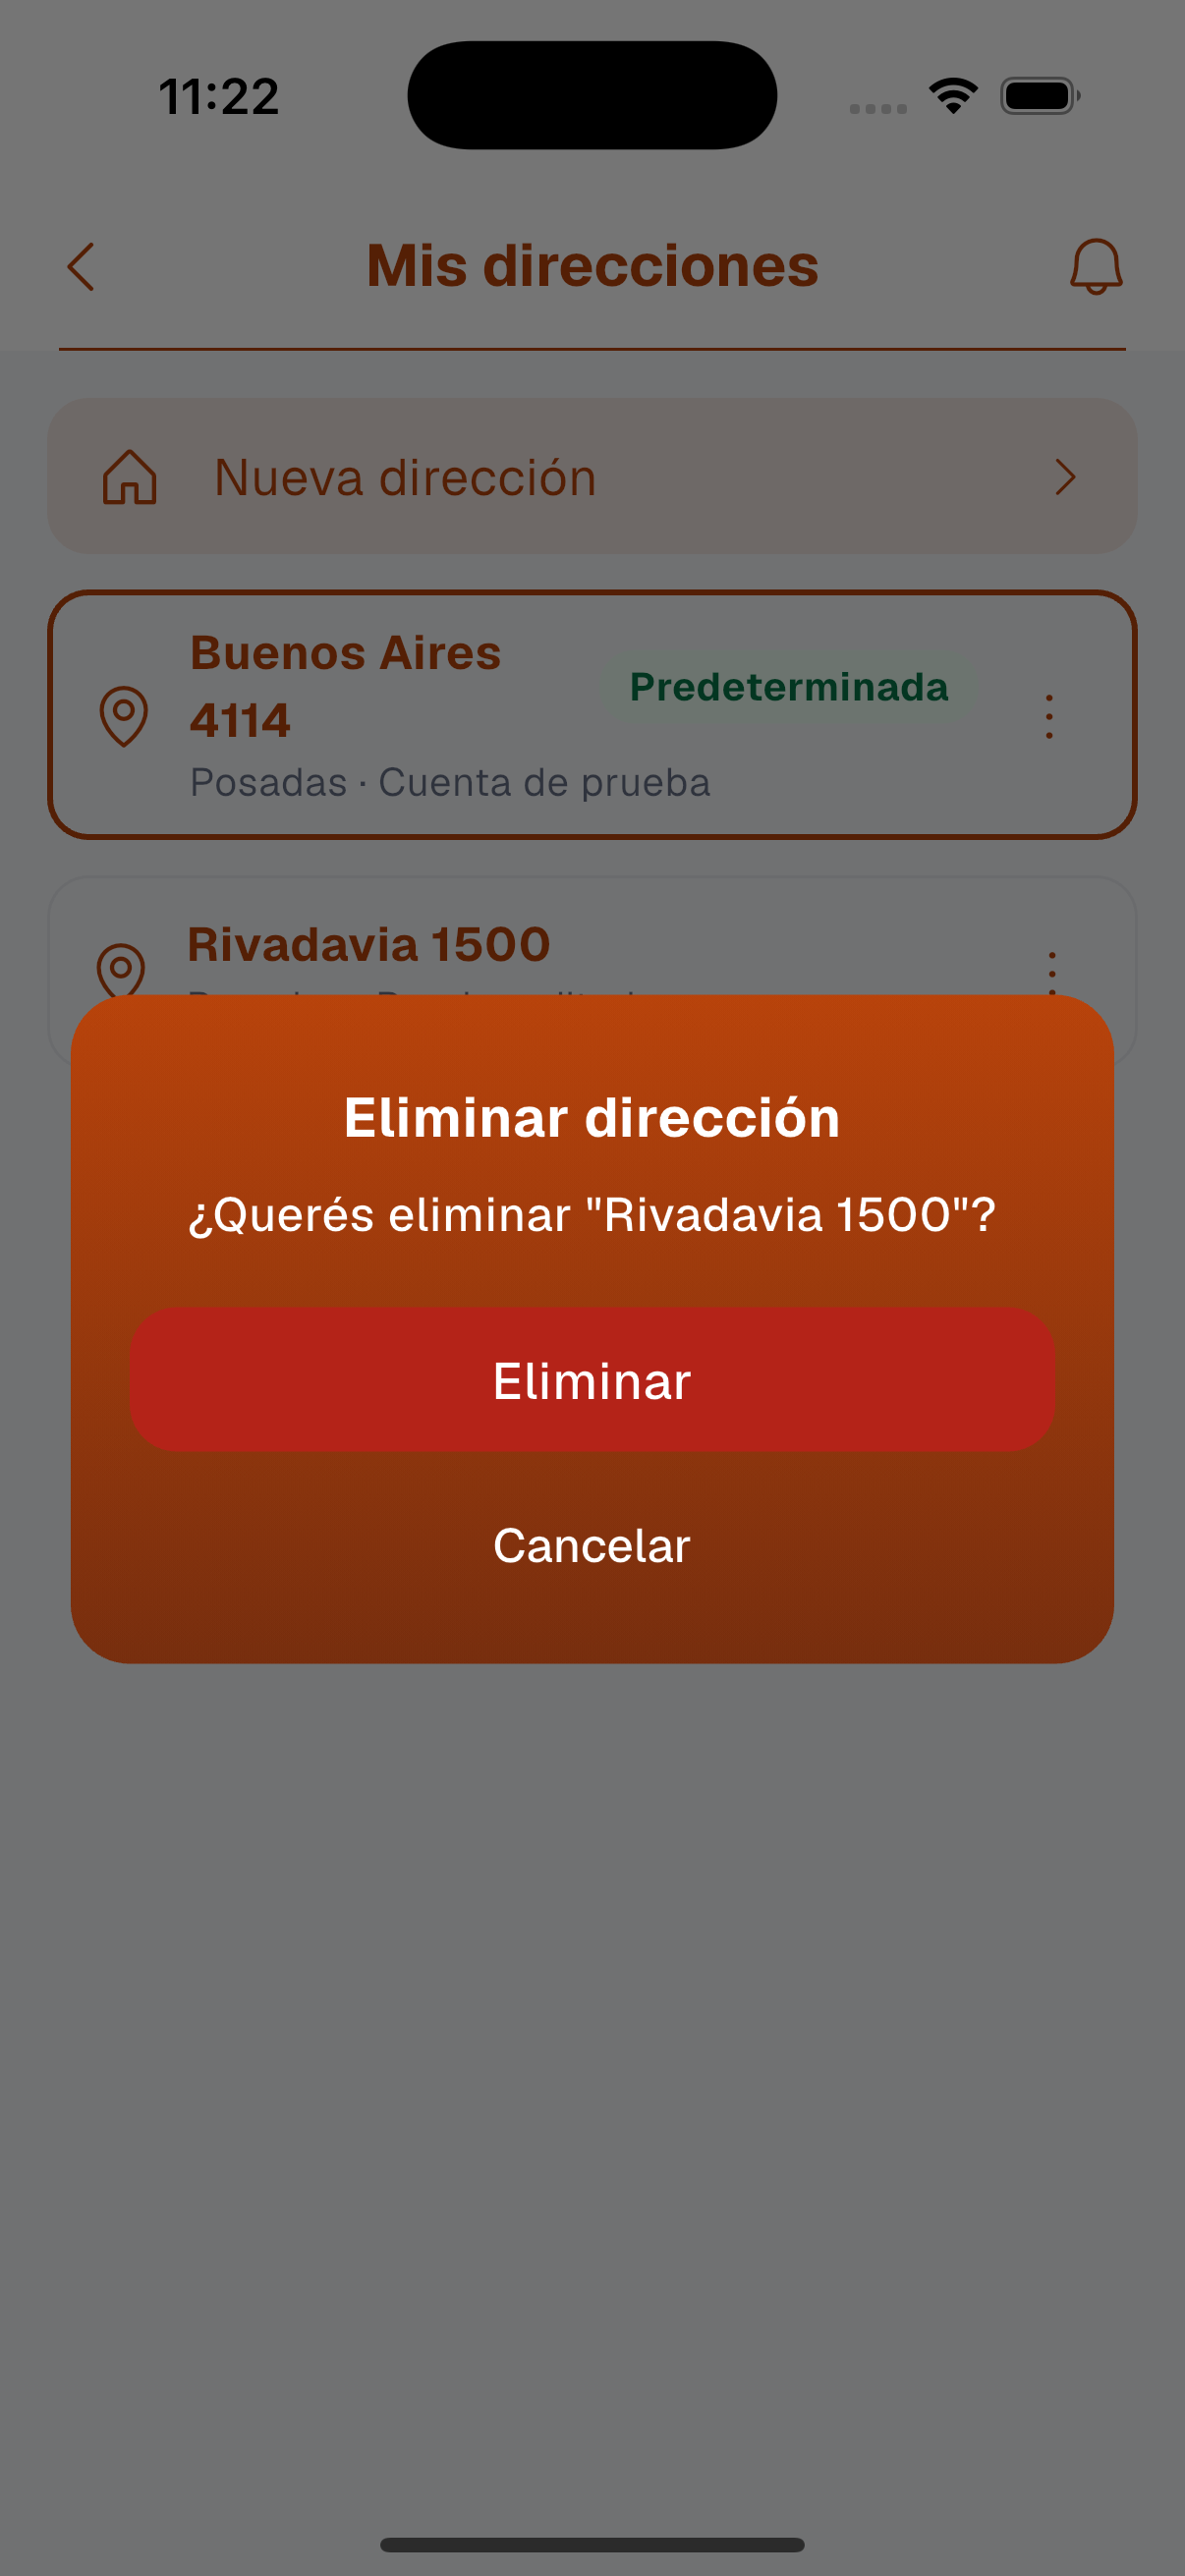 11:22
Mis direcciones
Nueva dirección
Buenos Aires
4114
Predeterminada
Posadas · Cuenta de prueba
Rivadavia 1500
Eliminar dirección
¿Querés eliminar "Rivadavia 1500"?
Eliminar
Cancelar